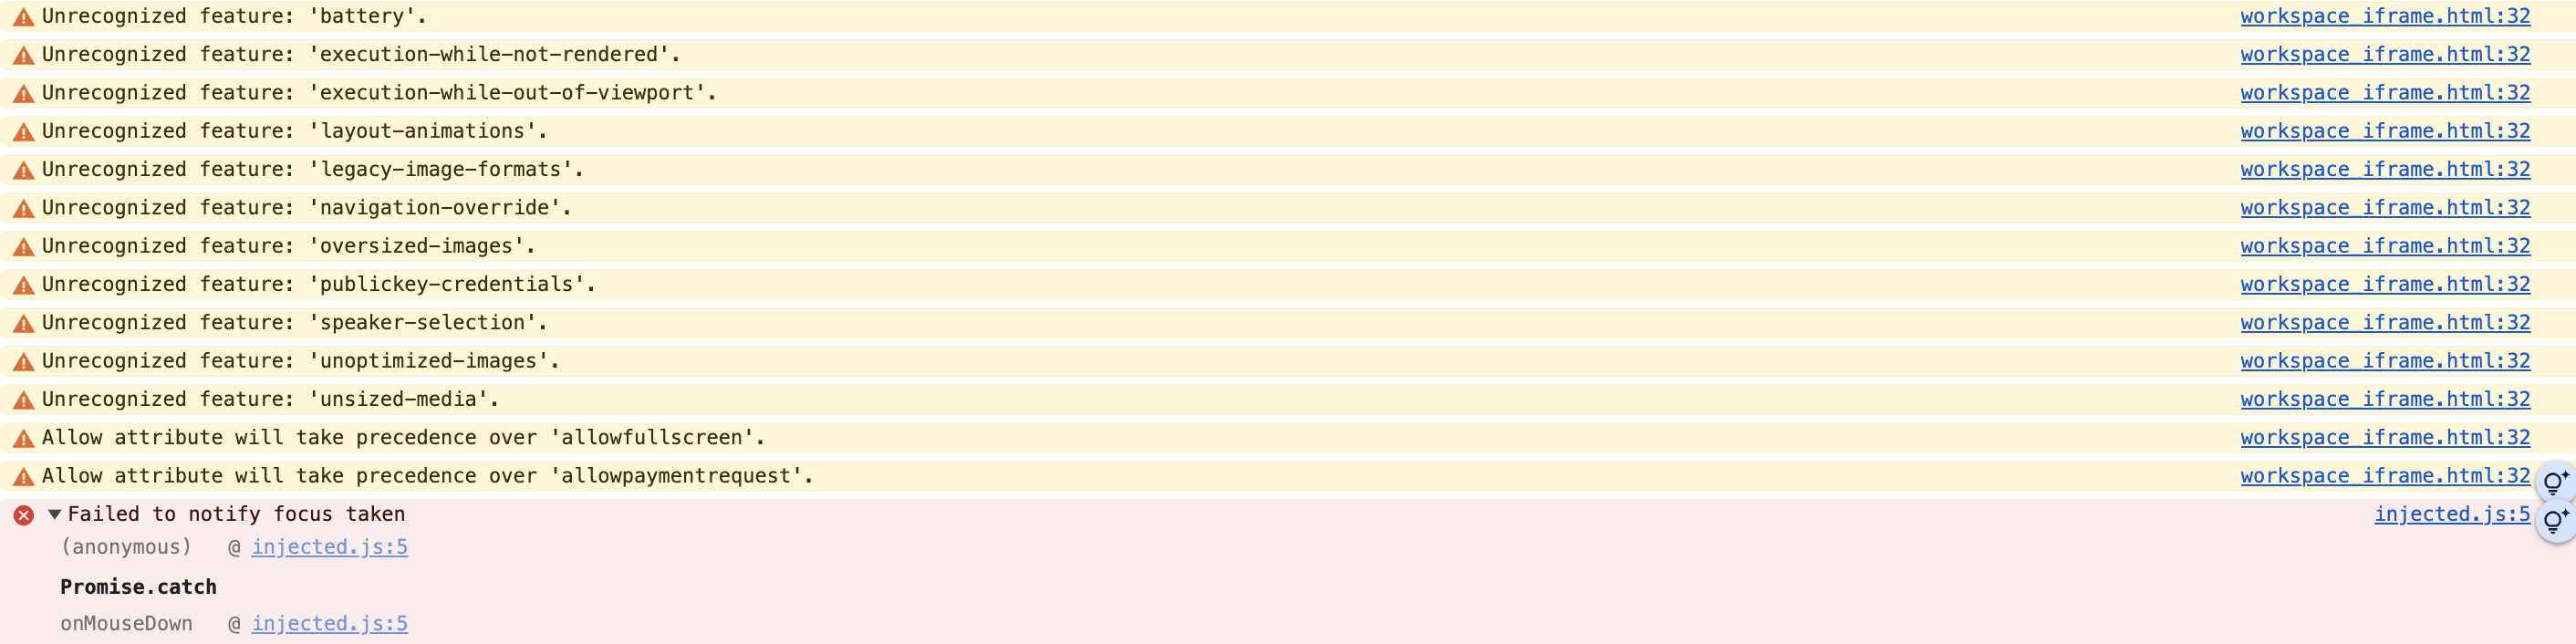 Unrecognized feature: 'battery'. workspace_iframe.html:32
Unrecognized feature: 'execution-while-not-rendered'. workspace_iframe.html:32
Unrecognized feature: 'execution-while-out-of-viewport'. workspace_iframe.html:32
Unrecognized feature: 'layout-animations'. workspace_iframe.html:32
Unrecognized feature: 'legacy-image-formats'. workspace_iframe.html:32
Unrecognized feature: 'navigation-override'. workspace_iframe.html:32
Unrecognized feature: 'oversized-images'. workspace_iframe.html:32
Unrecognized feature: 'publickey-credentials'. workspace_iframe.html:32
Unrecognized feature: 'speaker-selection'. workspace_iframe.html:32
Unrecognized feature: 'unoptimized-images'. workspace_iframe.html:32
Unrecognized feature: 'unsized-media'. workspace_iframe.html:32
Allow attribute will take precedence over 'allowfullscreen'. workspace_iframe.html:32
Allow attribute will take precedence over 'allowpaymentrequest'. workspace_iframe.html:32
Failed to notify focus taken injected.js:5
(anonymous) @ injected.js:5
Promise.catch
onMouseDown @ injected.js:5